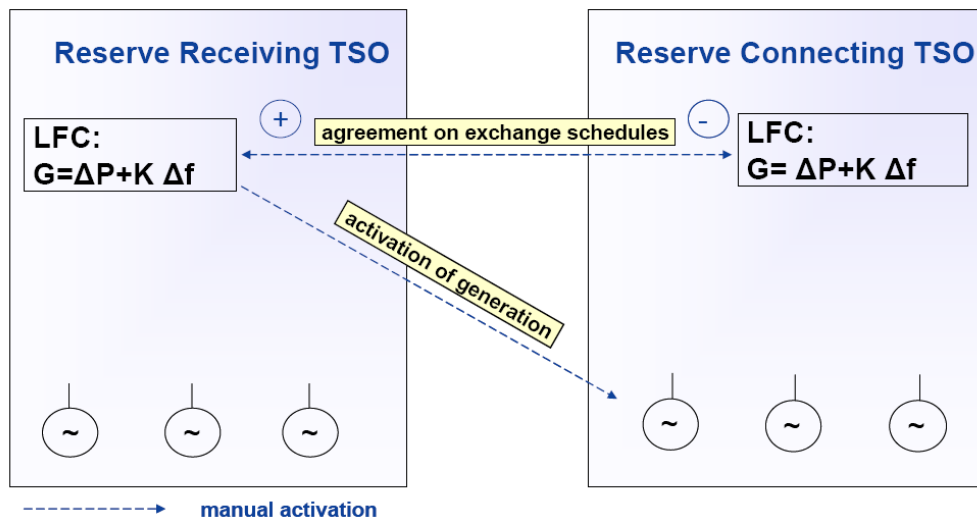 Reserve Receiving TSO
Reserve Connecting TSO
+
agreement on exchange schedules
-
LFC:
G=ΔP+K Δf
LFC:
G= ΔP+K Δf
activation of generation
~
~
~
~
~
~
manual activation